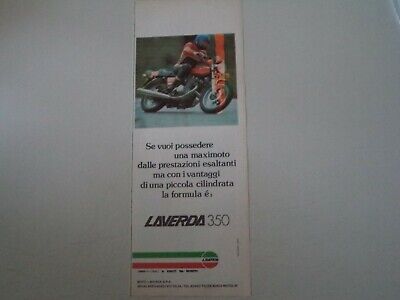 Se vuoi possedere
una maximoto
dalle prestazioni esaltanti
ma con i vantaggi
di una piccola cilindrata
la formula é:
LAVERDA 350